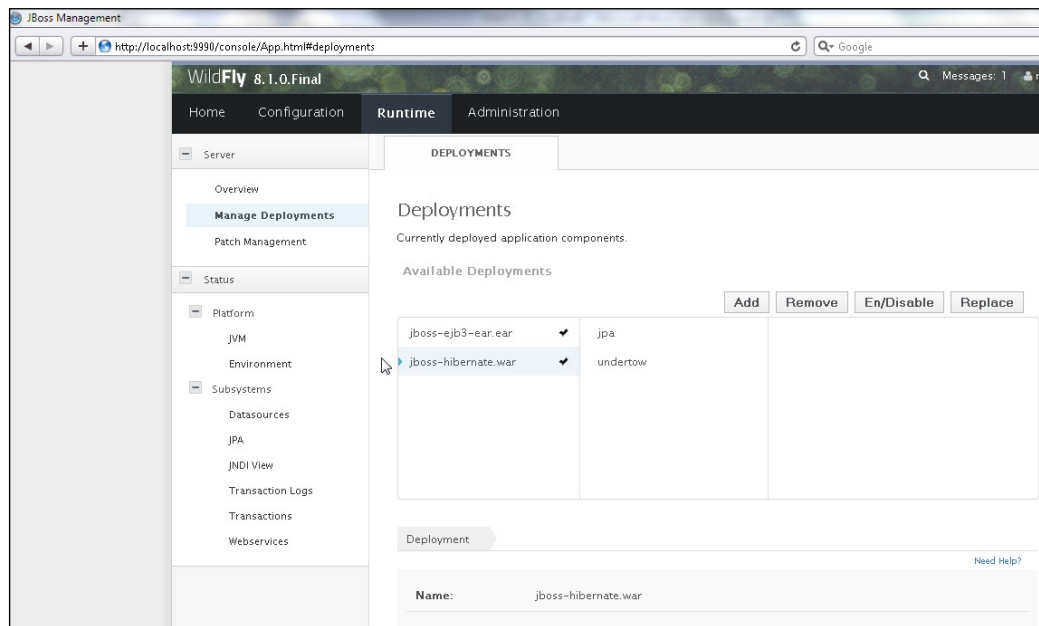 JBoss Management
http://localhost:9990/console/App.html#deployments
Google
WildFly 8.1.0.Final
Messages: 1
Home Configuration Runtime Administration
Server
Overview
Manage Deployments
Patch Management
Status
Platform
JVM
Environment
Subsystems
Datasources
JPA
JNDI View
Transaction Logs
Transactions
Webservices
DEPLOYMENTS
Deployments
Currently deployed application components.
Available Deployments
Add Remove En/Disable Replace
jboss-ejb3-ear.ear
jboss-hibernate.war
jpa
undertow
Deployment
Need Help?
Name: jboss-hibernate.war